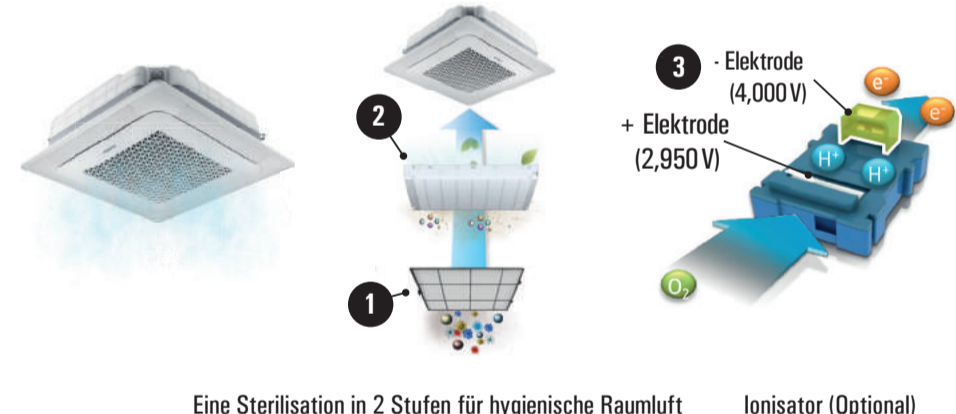 3
- Elektrode
(4,000 V)
+ Elektrode
(2,950 V)
e⁻
e⁻
H⁺
H⁺
O₂
2
1
Eine Sterilisation in 2 Stufen für hygienische Raumluft
Ionisator (Optional)